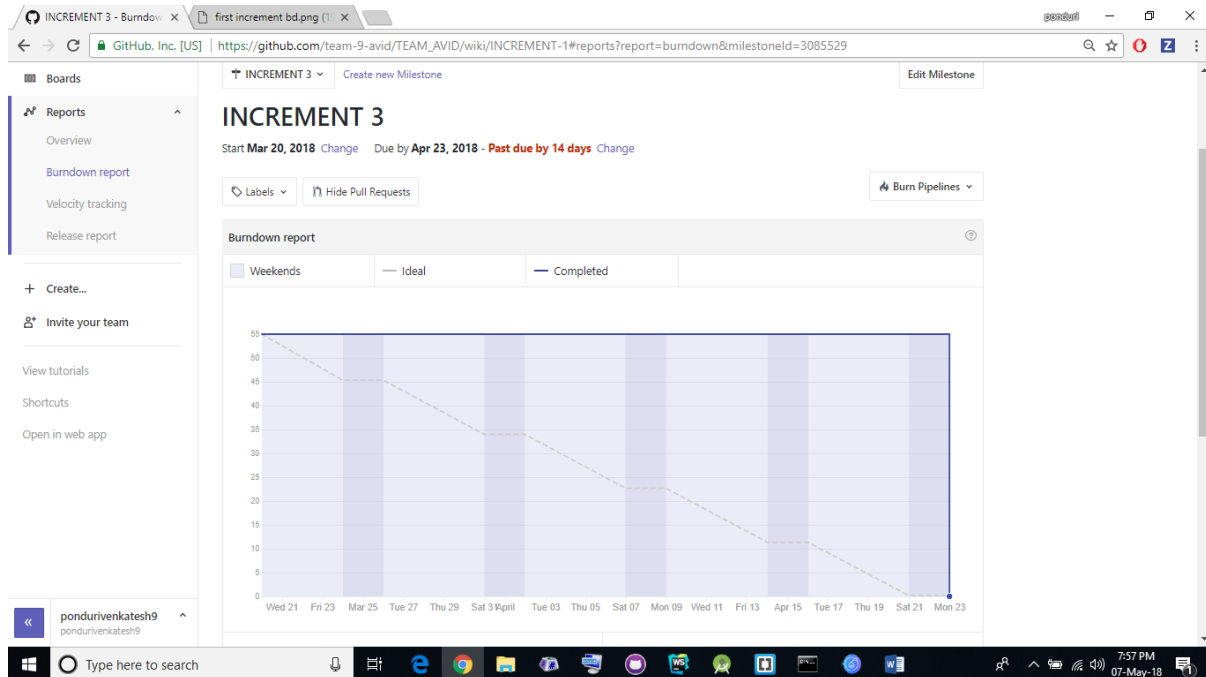 INCREMENT 3 - Burndow
first increment bd.png (1
ponduri
GitHub, Inc. [US] | https://github.com/team-9-avid/TEAM_AVID/wiki/INCREMENT-1#reports?report=burndown&milestoneId=3085529
Boards
Reports
Overview
Burndown report
Velocity tracking
Release report
Create...
Invite your team
View tutorials
Shortcuts
Open in web app
pondurivenkatesh9
pondurivenkatesh9
INCREMENT 3 Create new Milestone Edit Milestone
INCREMENT 3
Start Mar 20, 2018 Change Due by Apr 23, 2018 - Past due by 14 days Change
Labels Hide Pull Requests Burn Pipelines
Burndown report
Weekends Ideal Completed
55
50
45
40
35
30
25
20
15
10
5
0
Wed 21 Fri 23 Mar 25 Tue 27 Thu 29 Sat 31 April Tue 03 Thu 05 Sat 07 Mon 09 Wed 11 Fri 13 Apr 15 Tue 17 Thu 19 Sat 21 Mon 23
Type here to search
7:57 PM
07-May-18